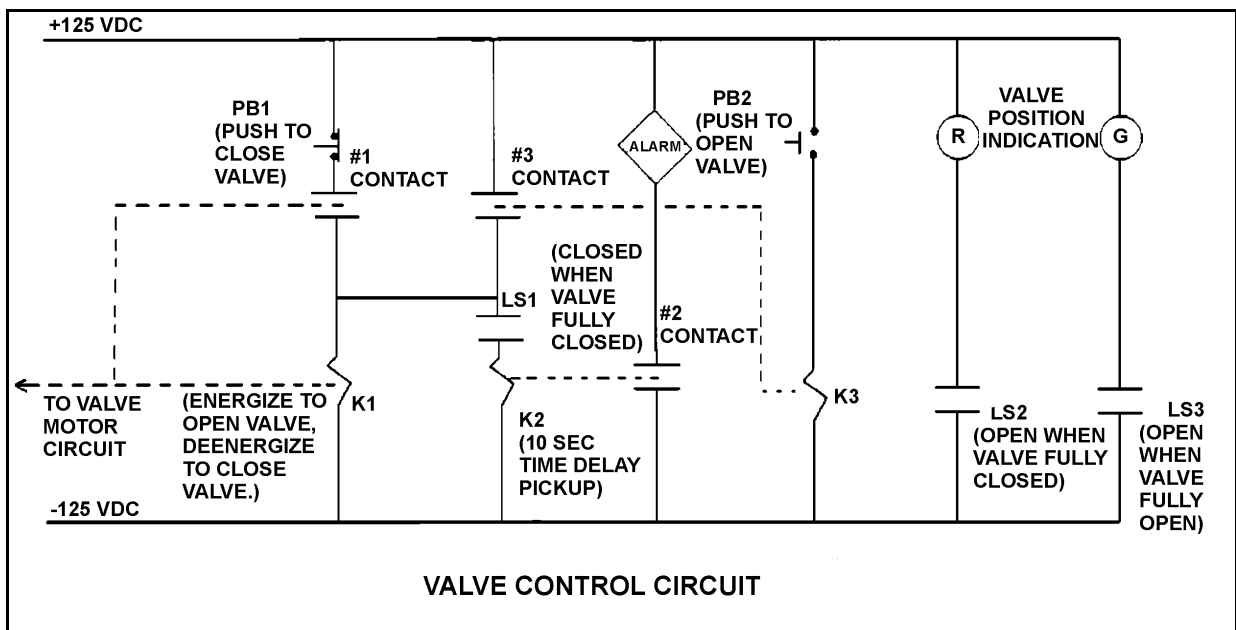 +125 VDC
PB1
(PUSH TO
CLOSE
VALVE)
#1
CONTACT
#3
CONTACT
ALARM
PB2
(PUSH TO
OPEN
VALVE)
R
VALVE
POSITION
INDICATION
G
(CLOSED
WHEN
VALVE
FULLY
CLOSED)
LS1
#2
CONTACT
TO VALVE
MOTOR
CIRCUIT
(ENERGIZE TO
OPEN VALVE,
DEENERGIZE
TO CLOSE
VALVE.)
K1
K2
(10 SEC
TIME DELAY
PICKUP)
K3
LS2
(OPEN WHEN
VALVE FULLY
CLOSED)
LS3
(OPEN
WHEN
VALVE
FULLY
OPEN)
-125 VDC
VALVE CONTROL CIRCUIT